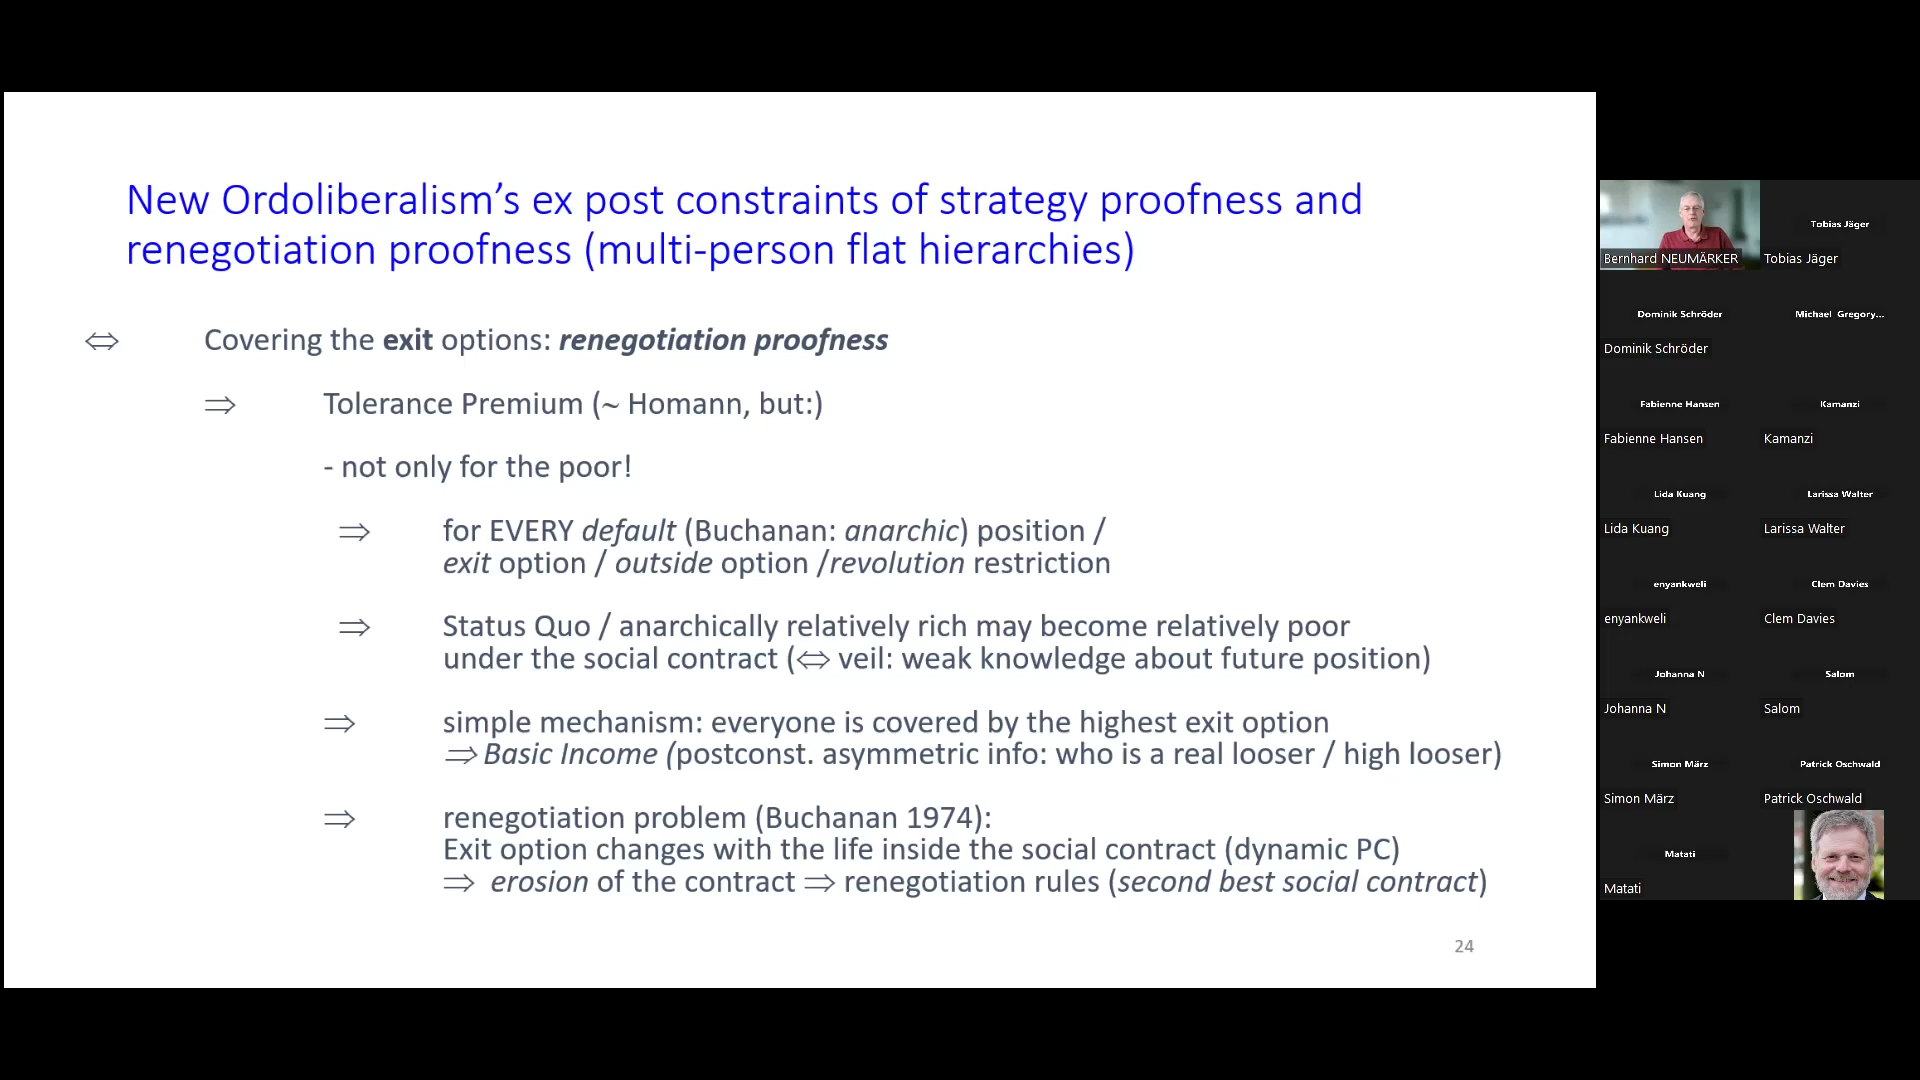 New Ordoliberalism’s ex post constraints of strategy proofness and
renegotiation proofness (multi-person flat hierarchies)
⇔ Covering the exit options: renegotiation proofness
⇒ Tolerance Premium (~ Homann, but:)
- not only for the poor!
⇒ for EVERY default (Buchanan: anarchic) position /
exit option / outside option /revolution restriction
⇒ Status Quo / anarchically relatively rich may become relatively poor
under the social contract (⇔ veil: weak knowledge about future position)
⇒ simple mechanism: everyone is covered by the highest exit option
⇒ Basic Income (postconst. asymmetric info: who is a real looser / high looser)
⇒ renegotiation problem (Buchanan 1974):
Exit option changes with the life inside the social contract (dynamic PC)
⇒ erosion of the contract ⇒ renegotiation rules (second best social contract)
24
Bernhard NEUMÄRKER
Tobias Jäger
Tobias Jäger
Dominik Schröder
Michael Gregory...
Dominik Schröder
Fabienne Hansen
Kamanzi
Fabienne Hansen
Kamanzi
Lida Kuang
Larissa Walter
Lida Kuang
Larissa Walter
enyankweli
Clem Davies
enyankweli
Clem Davies
Johanna N
Salom
Johanna N
Salom
Simon März
Patrick Oschwald
Simon März
Patrick Oschwald
Matati
Matati